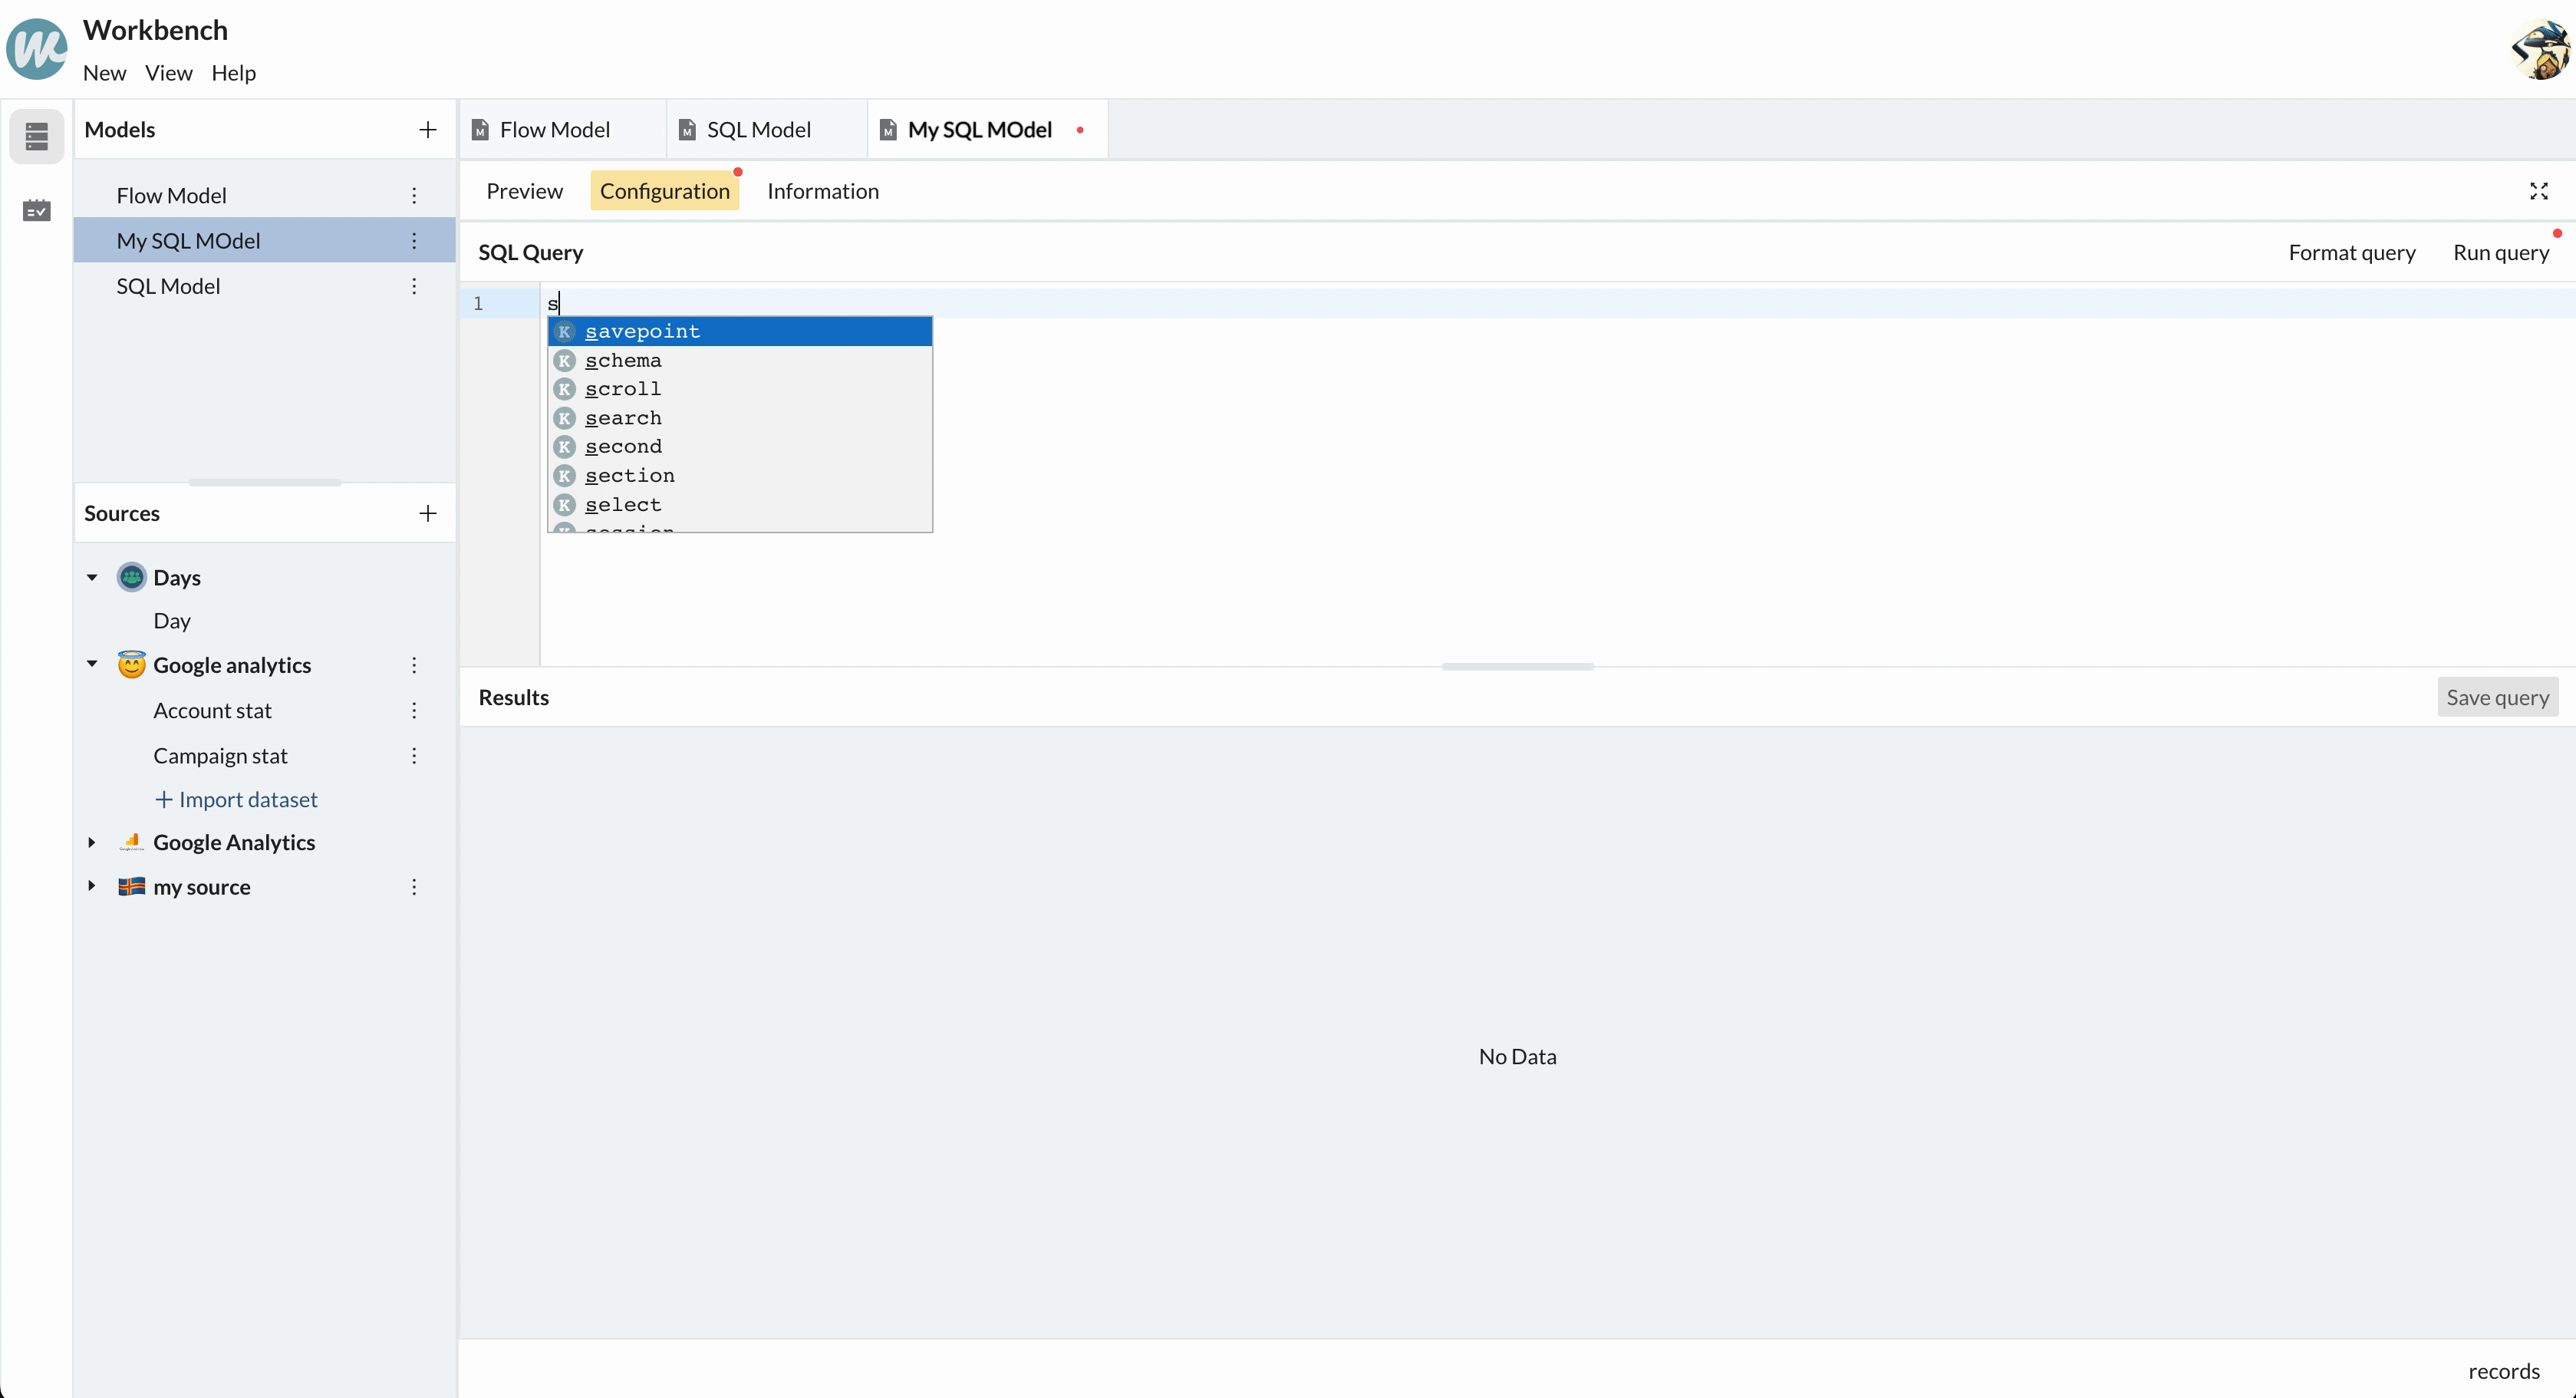 Workbench
New View Help
Models
Flow Model
My SQL MOdel
SQL Model
Sources
Days
Day
Google analytics
Account stat
Campaign stat
+ Import dataset
Google Analytics
my source
Flow Model SQL Model My SQL MOdel
Preview Configuration Information
SQL Query Format query Run query
1 s
K savepoint
K schema
K scroll
K search
K second
K section
K select
K session
Results Save query
No Data
records